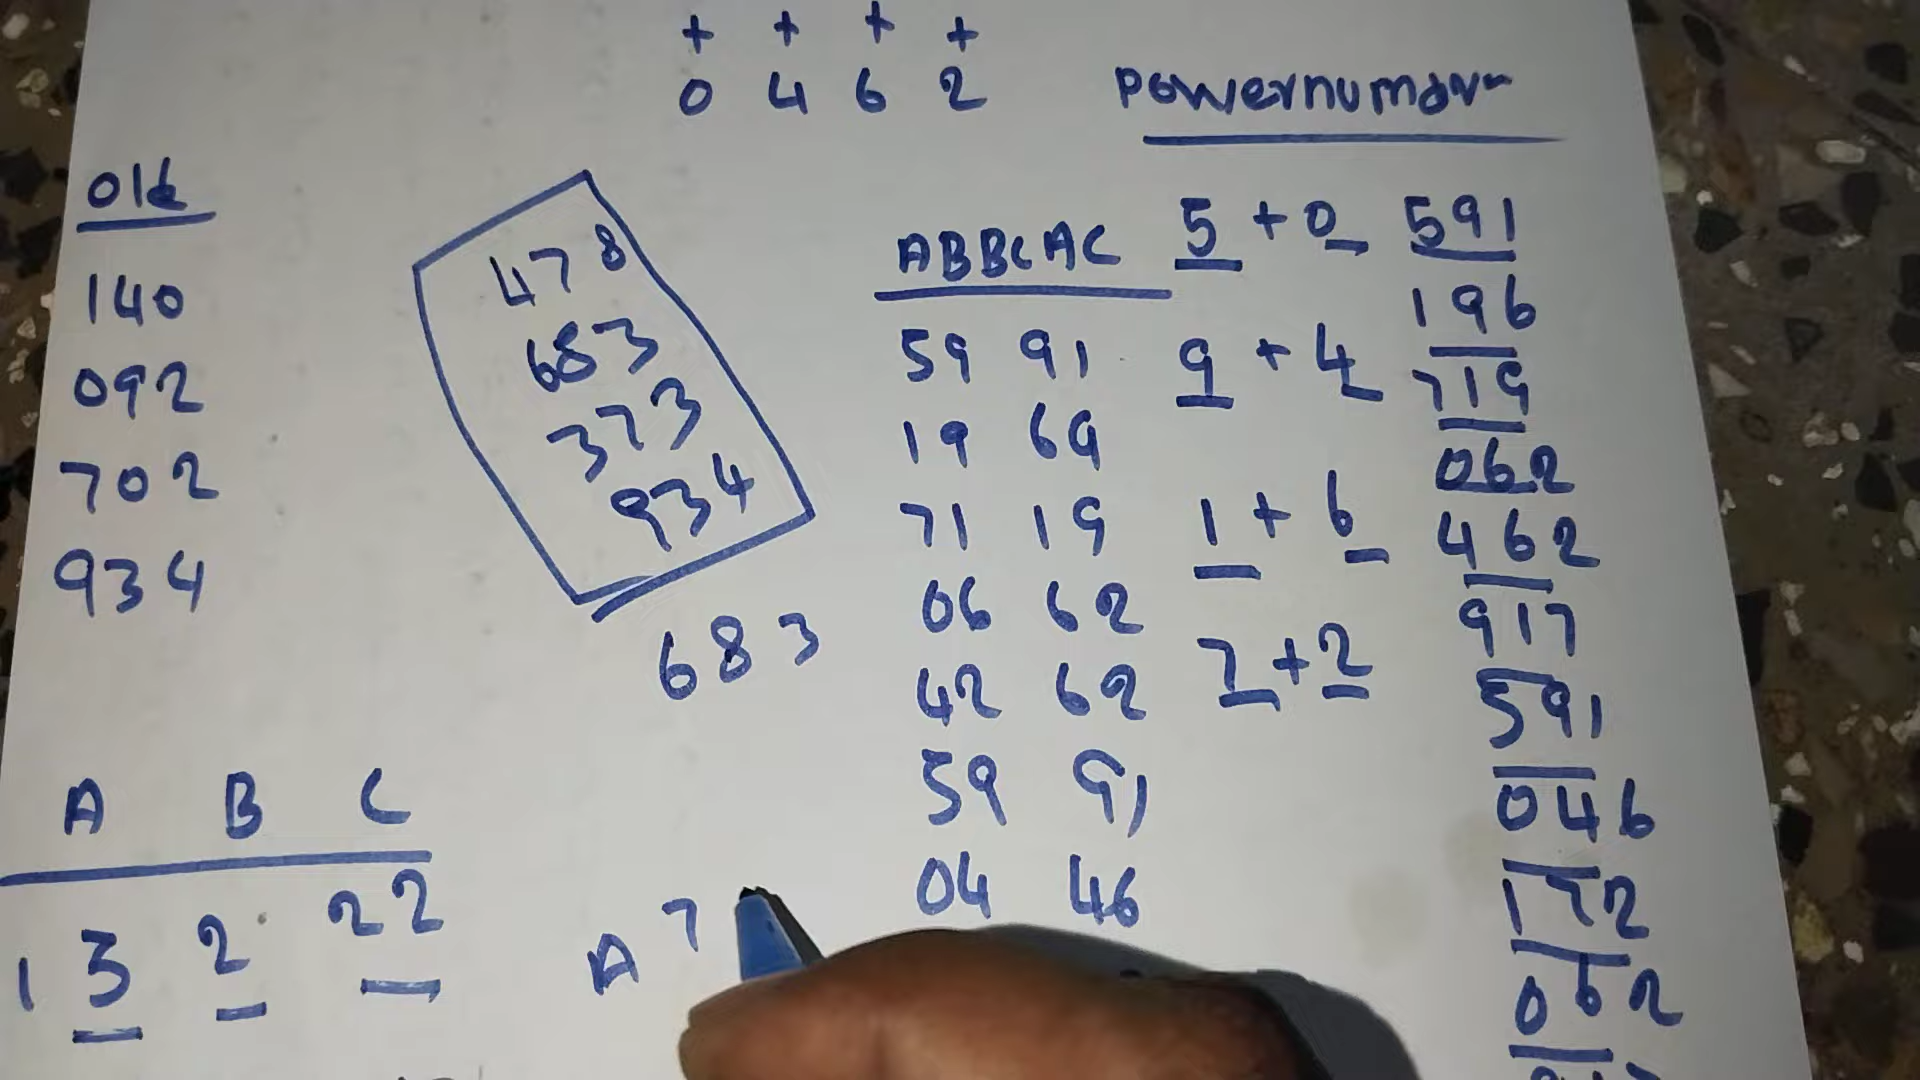 + + + +
0 4 6 2
Powernumar
old
140
092
702
934
478
683
373
934
683
ABBCAC
59 91
19 69
71 19
06 62
42 62
59 91
04 46
5 + 0
9 + 4
1 + 6
7 + 2
591
196
719
062
462
917
591
046
172
062
A B C
13 2 22
A 7